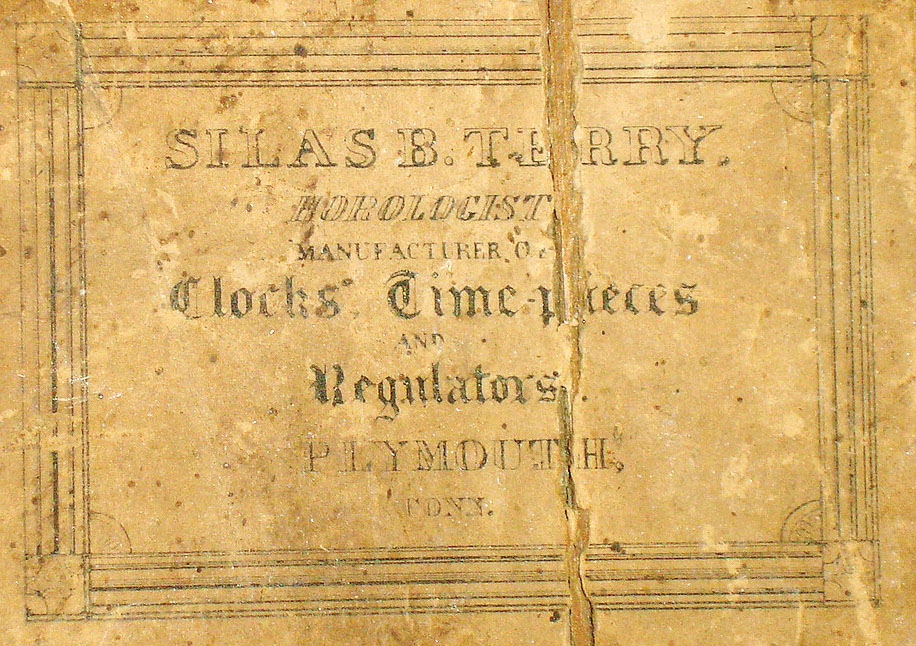 SILAS B. TERRY.
HOROLOGIST
MANUFACTURER OF
Clocks, Time-pieces
AND
Regulators.
PLYMOUTH,
CONN.